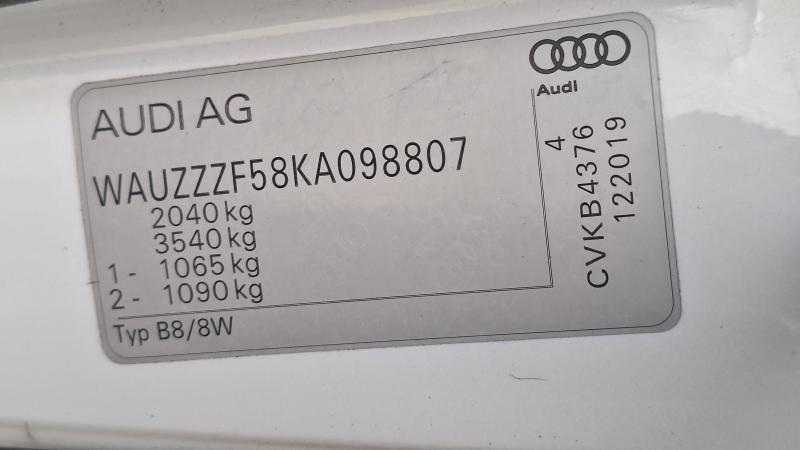 AUDI AG
WAUZZZF58KA098807
2040 kg
3540 kg
1 - 1065 kg
2 - 1090 kg
Typ B8/8W
Audi
4
CVKB4376
122019